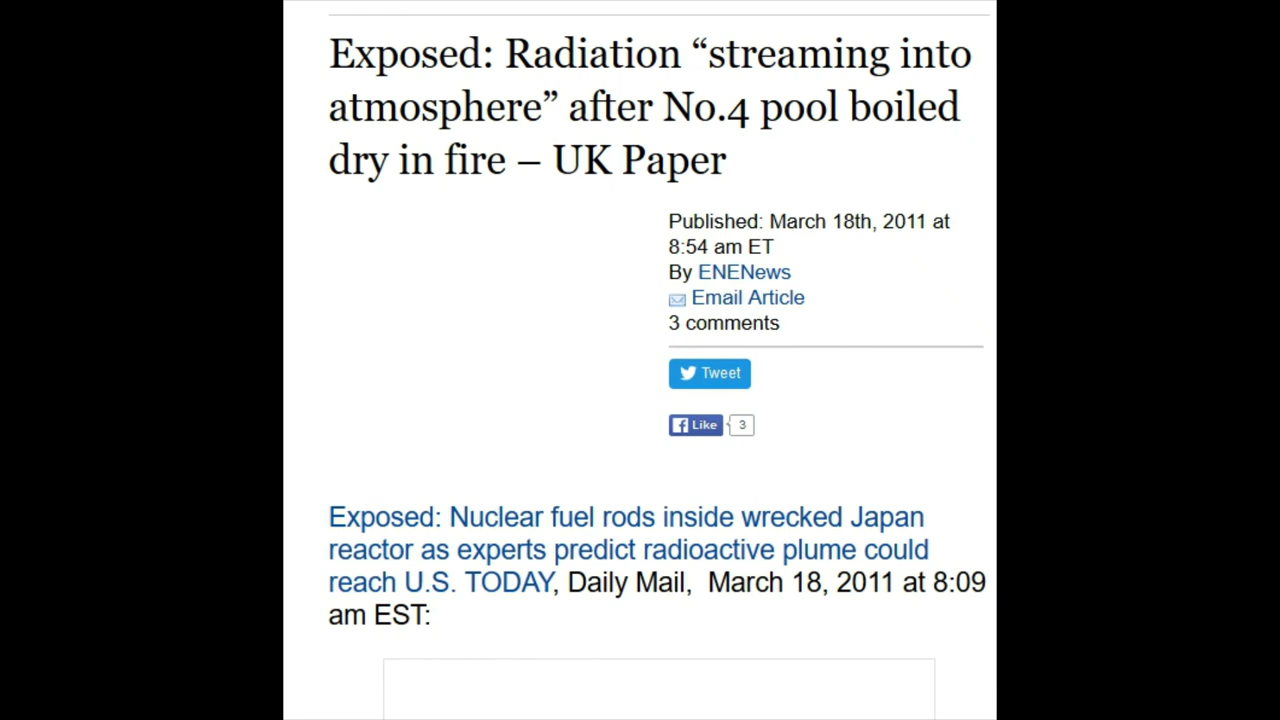 Exposed: Radiation “streaming into
atmosphere” after No.4 pool boiled
dry in fire – UK Paper
Published: March 18th, 2011 at
8:54 am ET
By ENENews
Email Article
3 comments
Tweet
Like 3
Exposed: Nuclear fuel rods inside wrecked Japan
reactor as experts predict radioactive plume could
reach U.S. TODAY, Daily Mail, March 18, 2011 at 8:09
am EST: